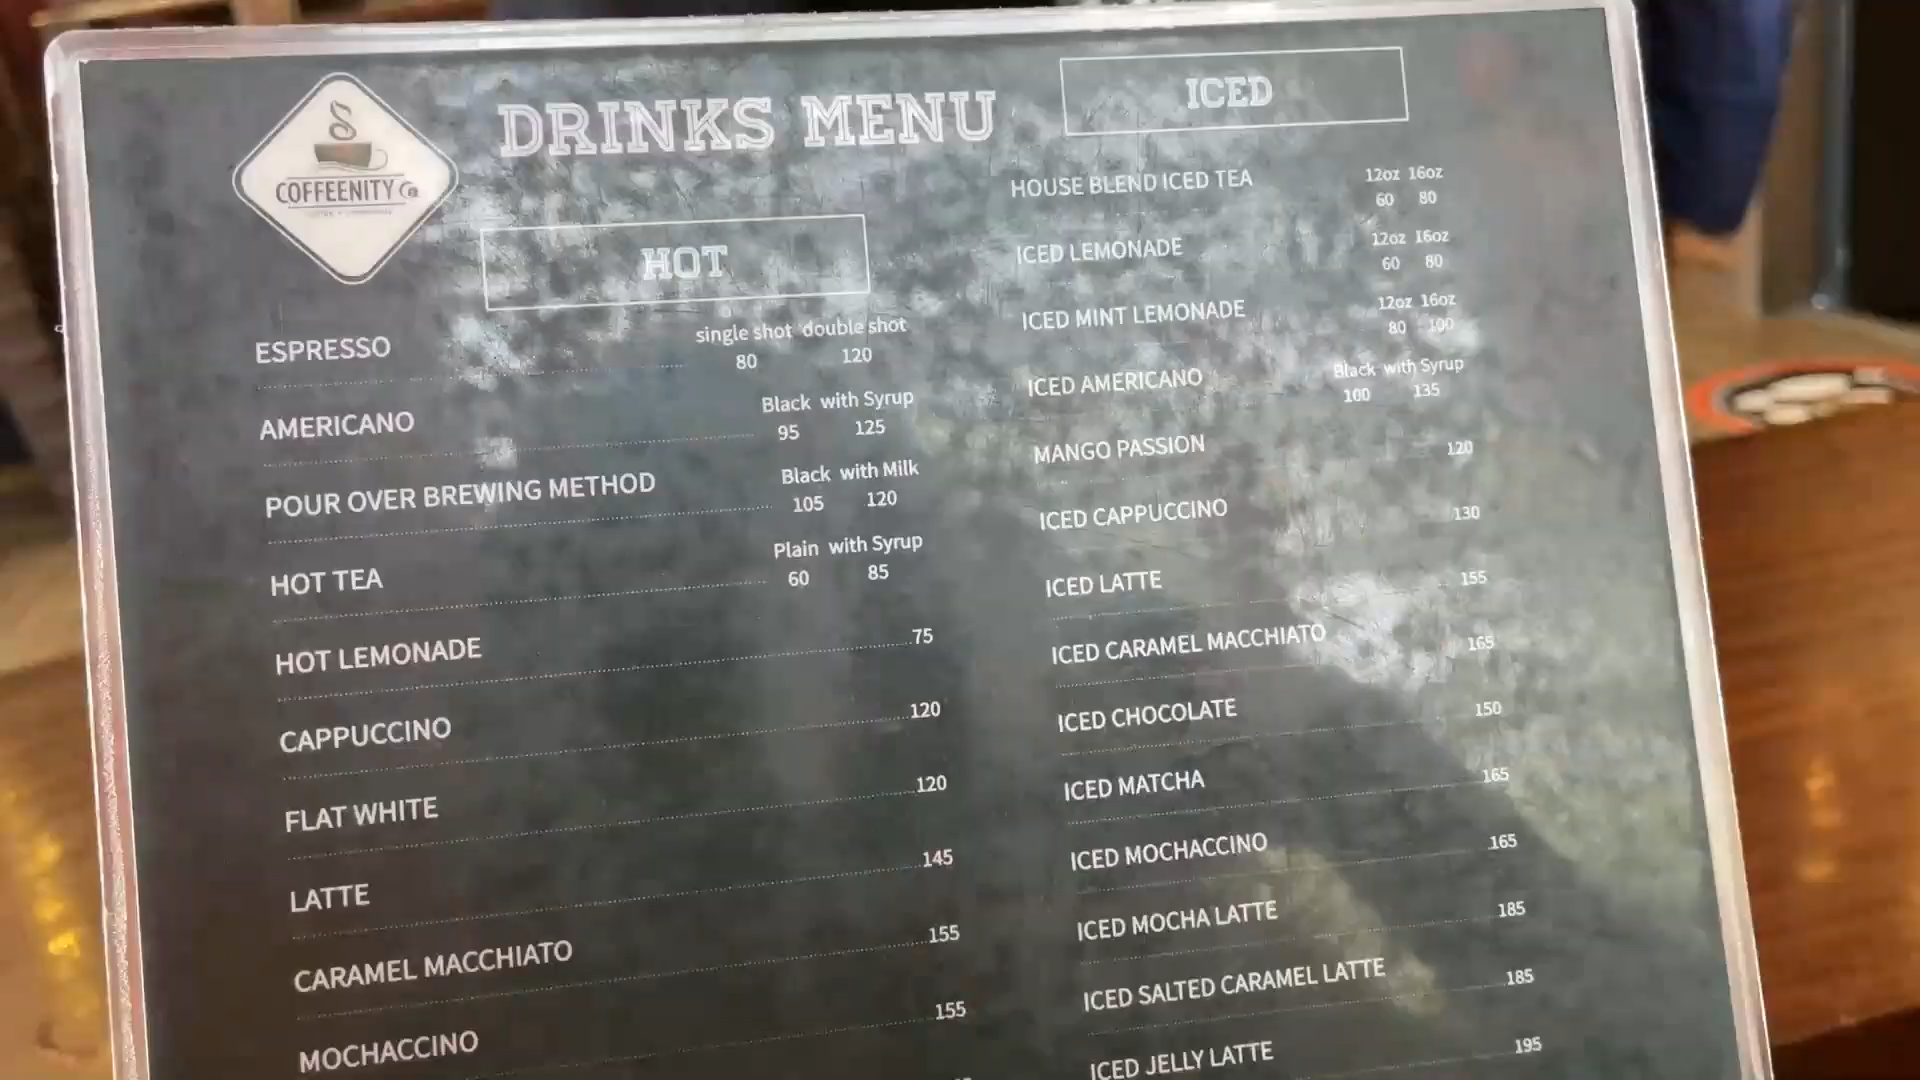 COFFEENITY Co
DRINKS MENU
HOT
ESPRESSO single shot double shot
80 120
AMERICANO Black with Syrup
95 125
POUR OVER BREWING METHOD Black with Milk
105 120
HOT TEA Plain with Syrup
60 85
HOT LEMONADE 75
CAPPUCCINO 120
FLAT WHITE 120
LATTE 145
CARAMEL MACCHIATO 155
MOCHACCINO 155
ICED
HOUSE BLEND ICED TEA 12oz 16oz
60 80
ICED LEMONADE 12oz 16oz
60 80
ICED MINT LEMONADE 12oz 16oz
80 100
ICED AMERICANO Black with Syrup
100 135
MANGO PASSION 120
ICED CAPPUCCINO 130
ICED LATTE 155
ICED CARAMEL MACCHIATO 165
ICED CHOCOLATE 150
ICED MATCHA 165
ICED MOCHACCINO 165
ICED MOCHA LATTE 185
ICED SALTED CARAMEL LATTE 185
ICED JELLY LATTE 195